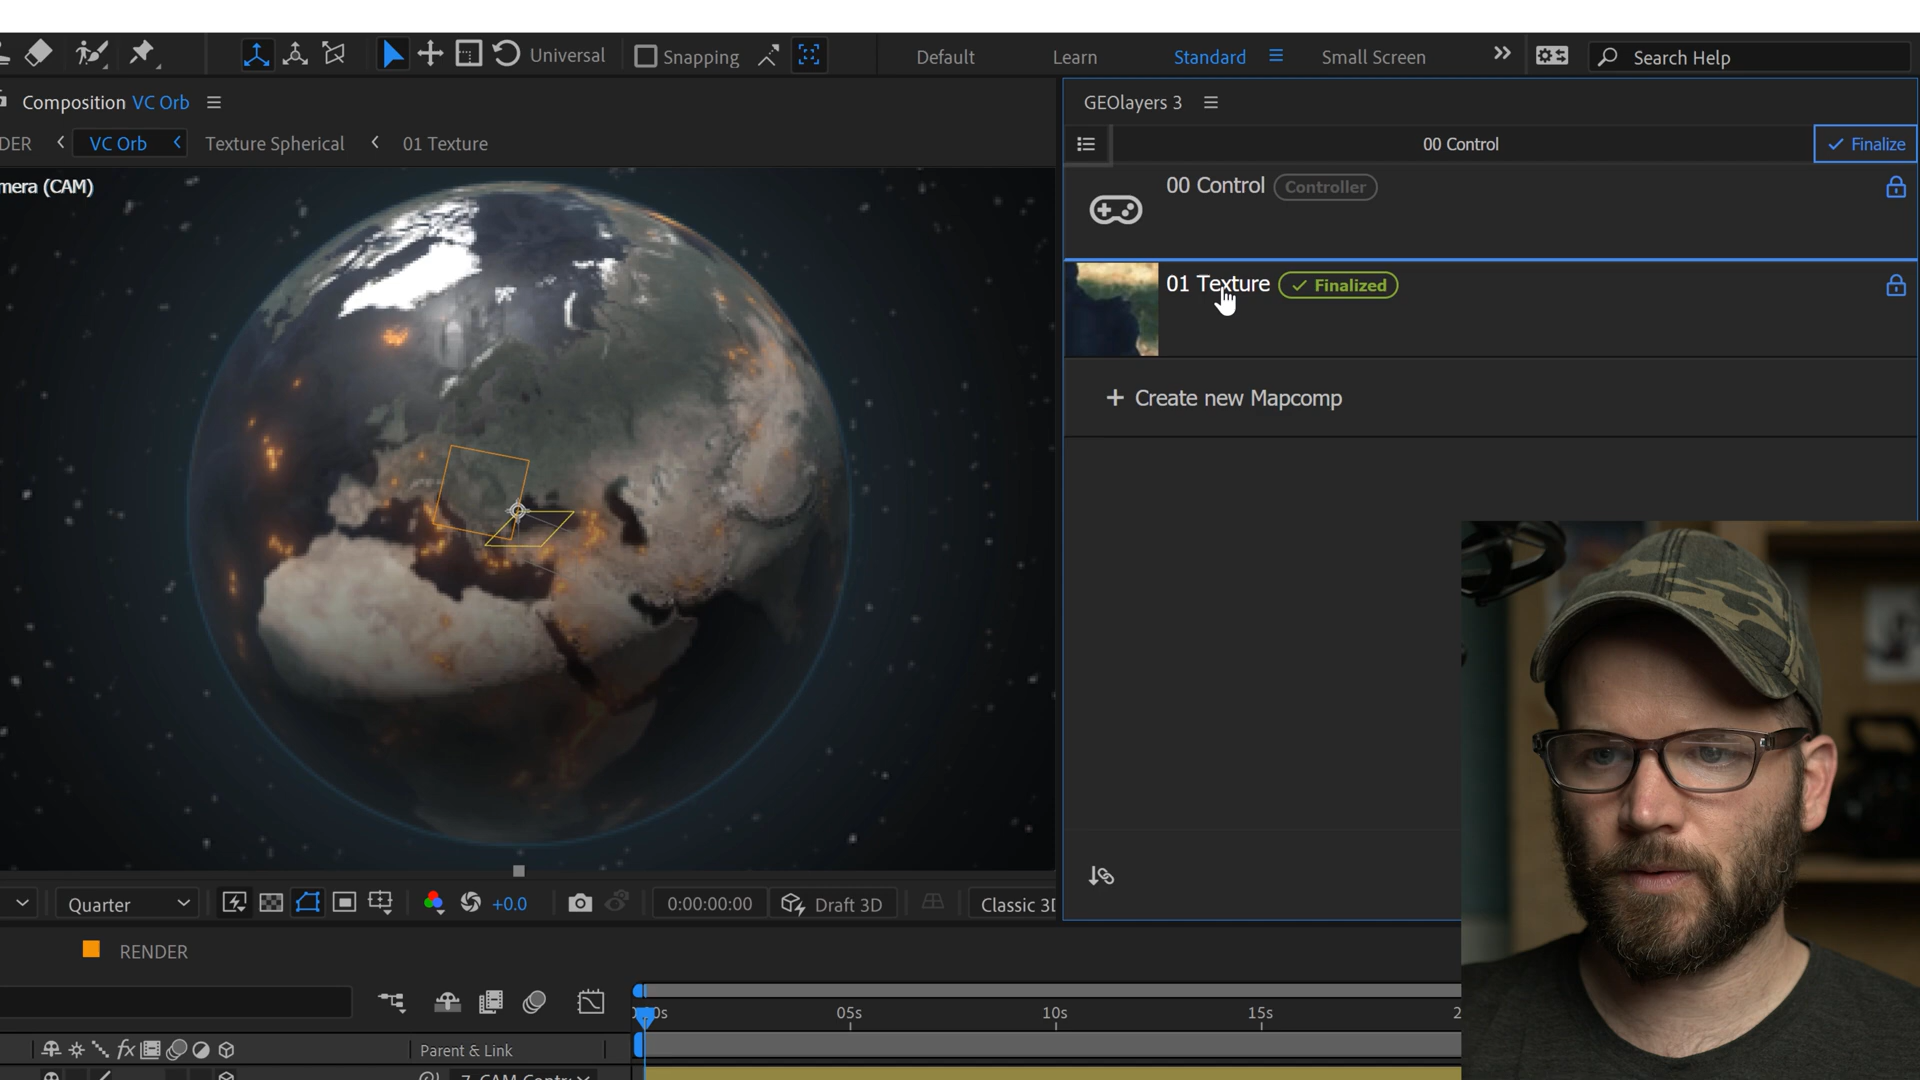 Universal
Snapping
Default
Learn
Standard
Small Screen
Search Help
Composition VC Orb
DER
VC Orb
Texture Spherical
01 Texture
mera (CAM)
GEOlayers 3
00 Control
Finalize
00 Control
Controller
01 Texture
Finalized
+ Create new Mapcomp
Quarter
+0.0
0:00:00:00
Draft 3D
Classic 3D
RENDER
05s
10s
15s
Parent & Link
fx